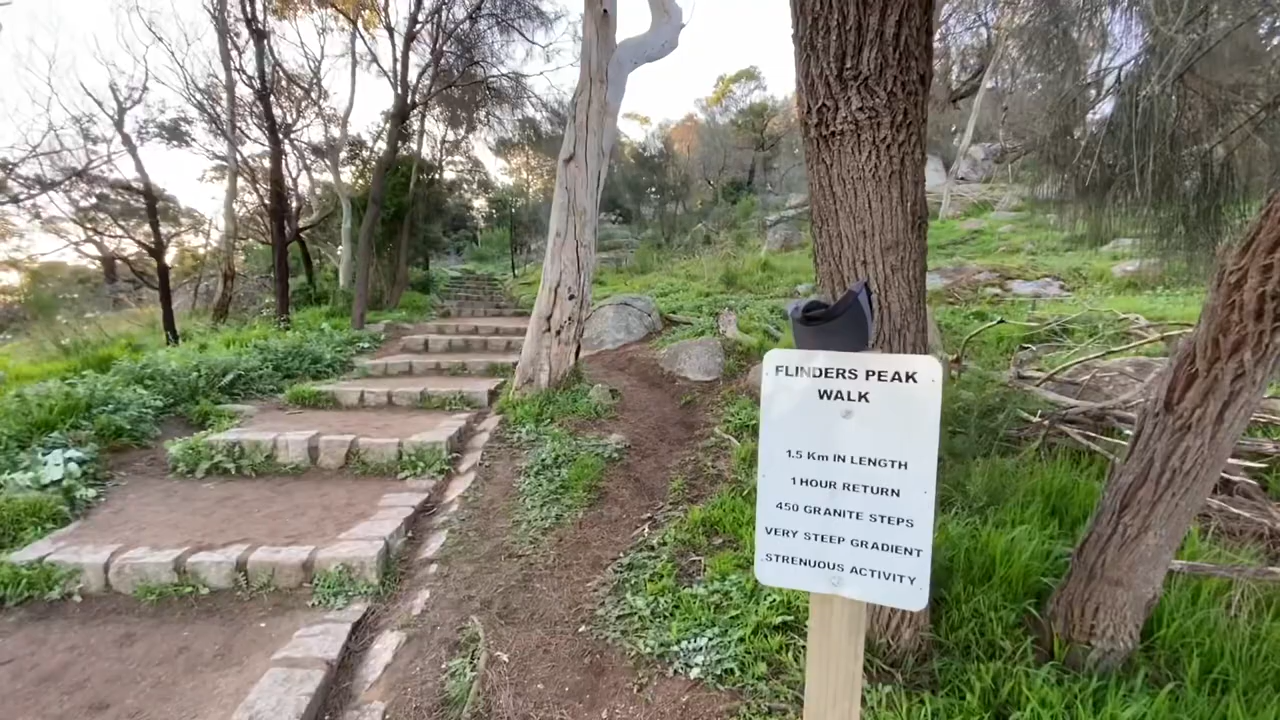 FLINDERS PEAK
WALK
1.5 Km IN LENGTH
1 HOUR RETURN
450 GRANITE STEPS
VERY STEEP GRADIENT
STRENUOUS ACTIVITY